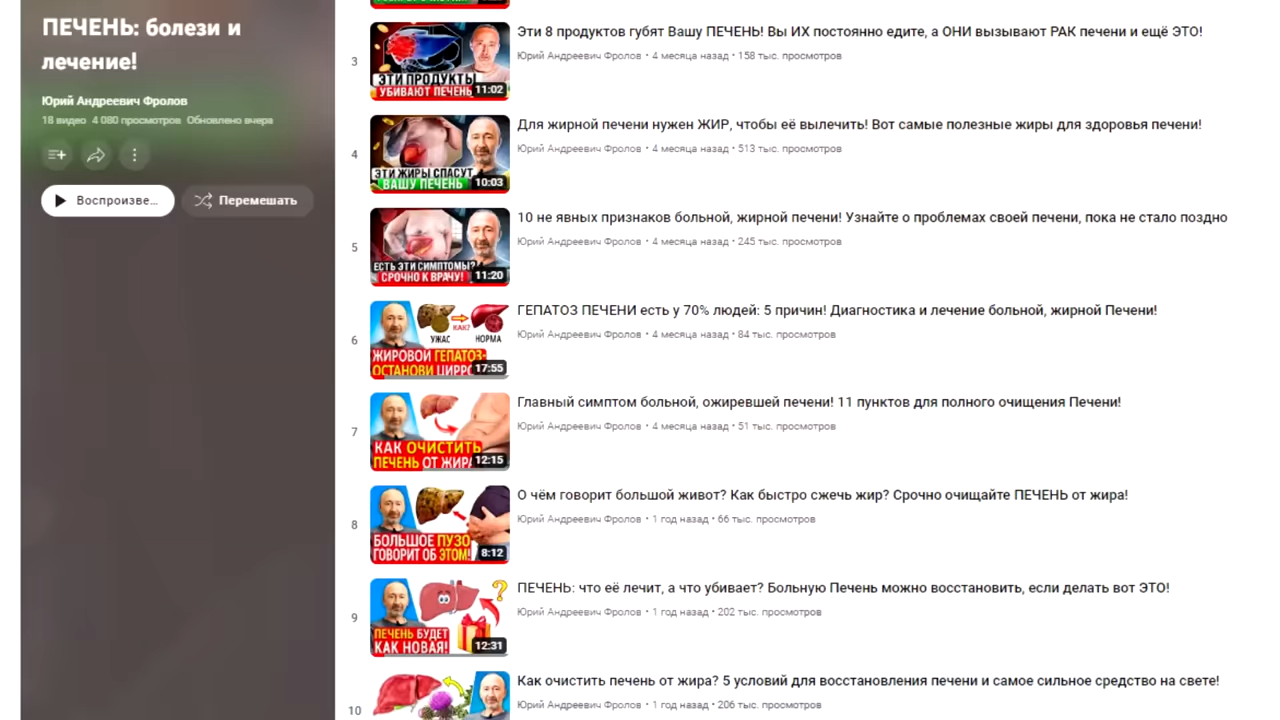 ПЕЧЕНЬ: болези и
лечение!
Юрий Андреевич Фролов
18 видео 4 080 просмотров Обновлено вчера
Воспроизве...
Перемешать
3
ЭТИ ПРОДУКТЫ
УБИВАЮТ ПЕЧЕНЬ
11:02
Эти 8 продуктов губят Вашу ПЕЧЕНЬ! Вы ИХ постоянно едите, а ОНИ вызывают РАК печени и ещё ЭТО!
Юрий Андреевич Фролов • 4 месяца назад • 158 тыс. просмотров
4
ЭТИ ЖИРЫ СПАСУТ
ВАШУ ПЕЧЕНЬ
10:03
Для жирной печени нужен ЖИР, чтобы её вылечить! Вот самые полезные жиры для здоровья печени!
Юрий Андреевич Фролов • 4 месяца назад • 513 тыс. просмотров
5
ЕСТЬ ЭТИ СИМПТОМЫ?
СРОЧНО К ВРАЧУ!
11:20
10 не явных признаков больной, жирной печени! Узнайте о проблемах своей печени, пока не стало поздно
Юрий Андреевич Фролов • 4 месяца назад • 245 тыс. просмотров
6
КАК?
УЖАС НОРМА
ЖИРОВОЙ ГЕПАТОЗ:
ОСТАНОВИ ЦИРРО
17:55
ГЕПАТОЗ ПЕЧЕНИ есть у 70% людей: 5 причин! Диагностика и лечение больной, жирной Печени!
Юрий Андреевич Фролов • 4 месяца назад • 84 тыс. просмотров
7
КАК ОЧИСТИТЬ
ПЕЧЕНЬ ОТ ЖИРА
12:15
Главный симптом больной, ожиревшей печени! 11 пунктов для полного очищения Печени!
Юрий Андреевич Фролов • 4 месяца назад • 51 тыс. просмотров
8
БОЛЬШОЕ ПУЗО
ГОВОРИТ ОБ ЭТОМ!
8:12
О чём говорит большой живот? Как быстро сжечь жир? Срочно очищайте ПЕЧЕНЬ от жира!
Юрий Андреевич Фролов • 1 год назад • 66 тыс. просмотров
9
?
ПЕЧЕНЬ БУДЕТ
КАК НОВАЯ!
12:31
ПЕЧЕНЬ: что её лечит, а что убивает? Больную Печень можно восстановить, если делать вот ЭТО!
Юрий Андреевич Фролов • 1 год назад • 202 тыс. просмотров
10
Как очистить печень от жира? 5 условий для восстановления печени и самое сильное средство на свете!
Юрий Андреевич Фролов • 1 год назад • 206 тыс. просмотров